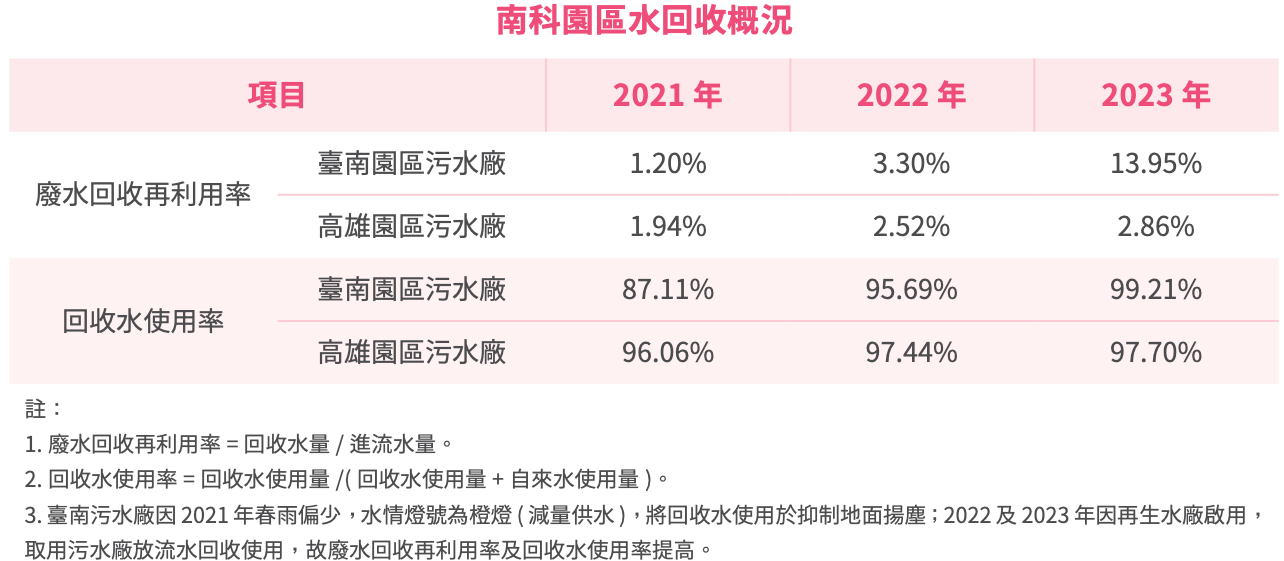 南科園區水回收概況
項目 2021 年 2022 年 2023 年
廢水回收再利用率
臺南園區污水廠 1.20% 3.30% 13.95%
高雄園區污水廠 1.94% 2.52% 2.86%
回收水使用率
臺南園區污水廠 87.11% 95.69% 99.21%
高雄園區污水廠 96.06% 97.44% 97.70%
註：
1. 廢水回收再利用率 = 回收水量 / 進流水量。
2. 回收水使用率 = 回收水使用量 /( 回收水使用量 + 自來水使用量 )。
3. 臺南污水廠因 2021 年春雨偏少，水情燈號為橙燈 ( 減量供水 )，將回收水使用於抑制地面揚塵；2022 及 2023 年因再生水廠啟用，
取用污水廠放流水回收使用，故廢水回收再利用率及回收水使用率提高。